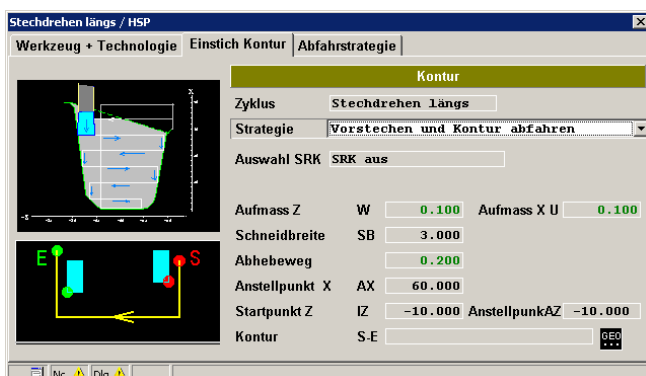 Stechdrehen längs / HSP
Werkzeug + Technologie Einstich Kontur Abfahrstrategie
Kontur
Zyklus Stechdrehen längs
Strategie Vorstechen und Kontur abfahren
Auswahl SRK SRK aus
Aufmass Z W 0.100 Aufmass X U 0.100
Schneidbreite SB 3.000
Abhebeweg 0.200
Anstellpunkt X AX 60.000
Startpunkt Z IZ -10.000 AnstellpunkAZ -10.000
Kontur S-E GEO
X
E S
Nc Dlg